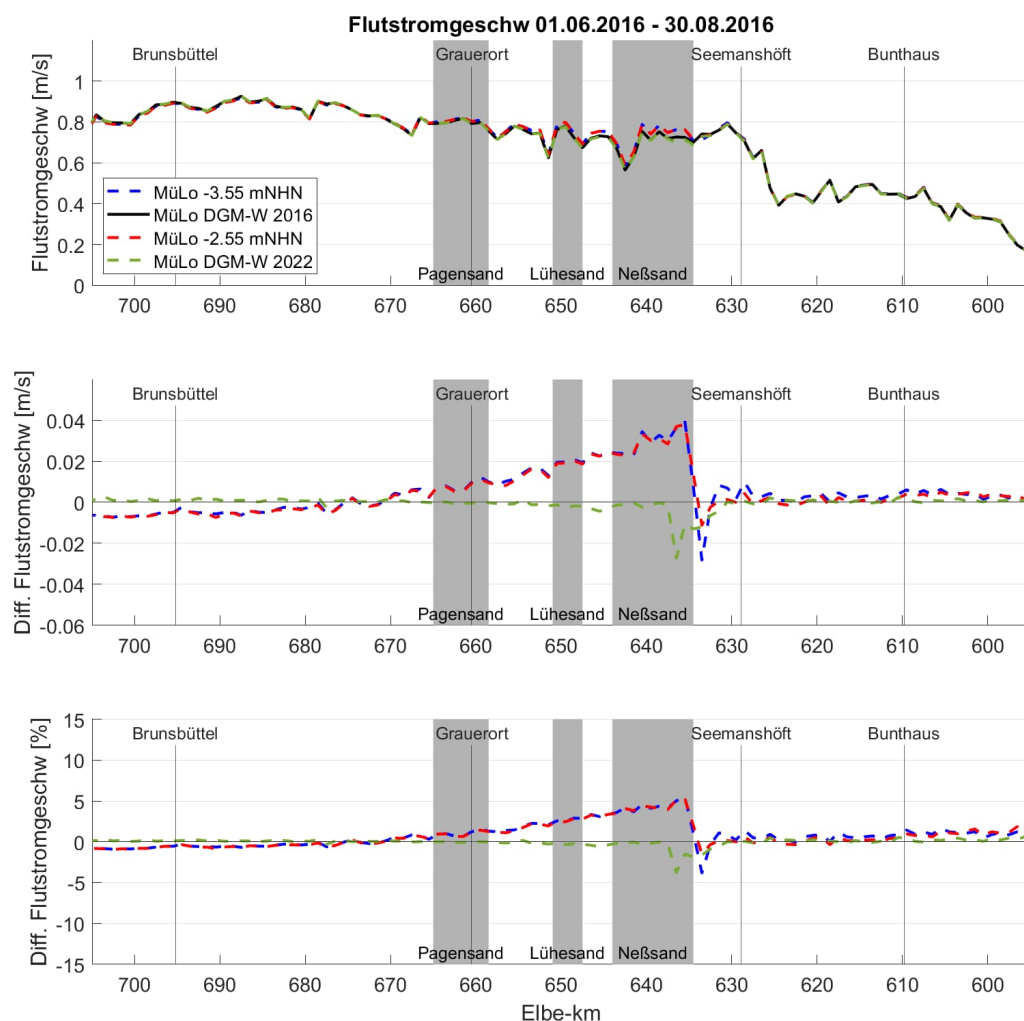 Flutstromgeschw 01.06.2016 - 30.08.2016
Flutstromgeschw [m/s]
Brunsbüttel Grauerort Seemanshöft Bunthaus
1
0.8
0.6
0.4
0.2
0
MüLo -3.55 mNHN
MüLo DGM-W 2016
MüLo -2.55 mNHN
MüLo DGM-W 2022
Pagensand Lühesand Neßsand
700 690 680 670 660 650 640 630 620 610 600
Diff. Flutstromgeschw [m/s]
Brunsbüttel Grauerort Seemanshöft Bunthaus
0.04
0.02
0
-0.02
-0.04
-0.06
Pagensand Lühesand Neßsand
700 690 680 670 660 650 640 630 620 610 600
Diff. Flutstromgeschw [%]
15
Brunsbüttel Grauerort Seemanshöft Bunthaus
10
5
0
-5
-10
-15
Pagensand Lühesand Neßsand
700 690 680 670 660 650 640 630 620 610 600
Elbe-km